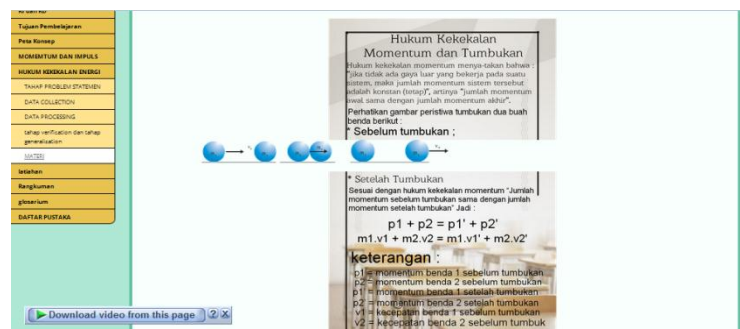 Tujuan Pembelajaran
Peta Konsep
MOMENTUM DAN IMPULS
HUKUM KEKEKALAN ENERGI
TAHAP PROBLEM STATEMEN
DATA COLLECTION
DATA PROCESSING
tahap verification dan tahap
generalization
MATERI
latiahan
Rangkuman
glosarium
DAFTAR PUSTAKA
Hukum Kekekalan
Momentum dan Tumbukan
Hukum kekekalan momentum menya-takan bahwa :
"jika tidak ada gaya luar yang bekerja pada suatu
sistem, maka jumlah momentum sistem tersebut
adalah konstan (tetap)", artinya "jumlah momentum
awal sama dengan jumlah momentum akhir".
Perhatikan gambar peristiwa tumbukan dua buah
benda berikut :
* Sebelum tumbukan ;
* Setelah Tumbukan
Sesuai dengan hukum kekekalan momentum "Jumlah
momentum sebelum tumbukan sama dengan jumlah
momentum setelah tumbukan" Jadi :
p1 + p2 = p1' + p2'
m1.v1 + m2.v2 = m1.v1' + m2.v2'
keterangan :
p1 = momentum benda 1 sebelum tumbukan
p2 = momentum benda 2 sebelum tumbukan
p1' = momentum benda 1 setelah tumbukan
p2' = momentum benda 2 setelah tumbukan
v1 = kecepatan benda 1 sebelum tumbukan
v2 = kecepatan benda 2 sebelum tumbuk
Download video from this page